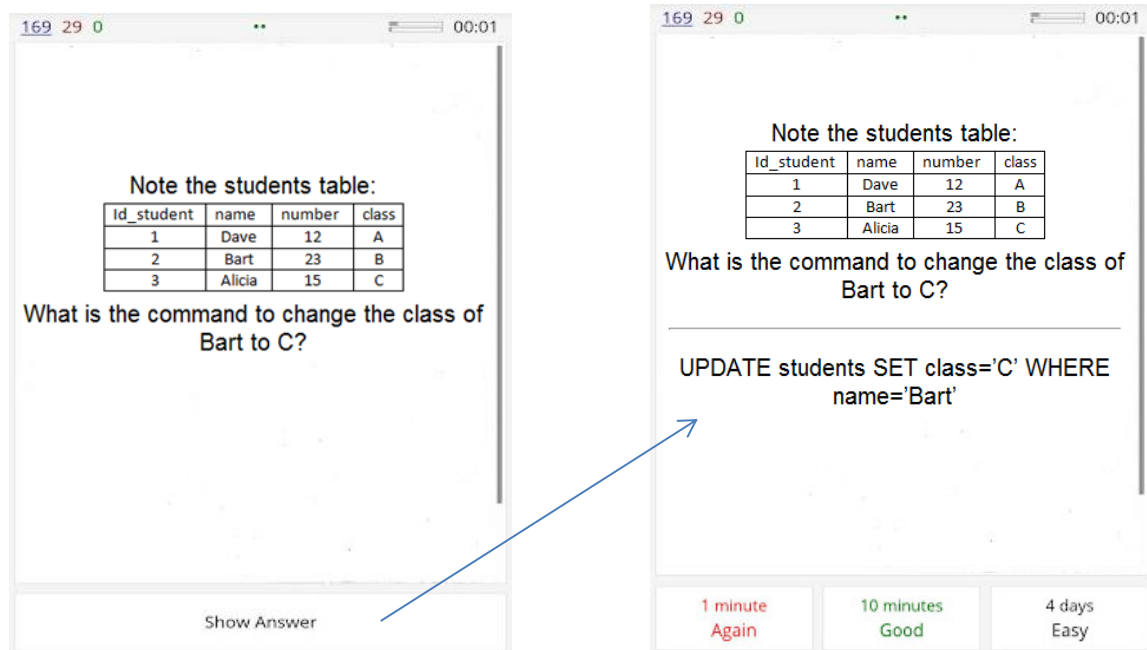 169 29 0 00:01
Note the students table:
Id_student name number class
1 Dave 12 A
2 Bart 23 B
3 Alicia 15 C
What is the command to change the class of
Bart to C?
Show Answer
169 29 0 00:01
Note the students table:
Id_student name number class
1 Dave 12 A
2 Bart 23 B
3 Alicia 15 C
What is the command to change the class of
Bart to C?
UPDATE students SET class=’C’ WHERE
name=’Bart’
1 minute 10 minutes 4 days
Again Good Easy